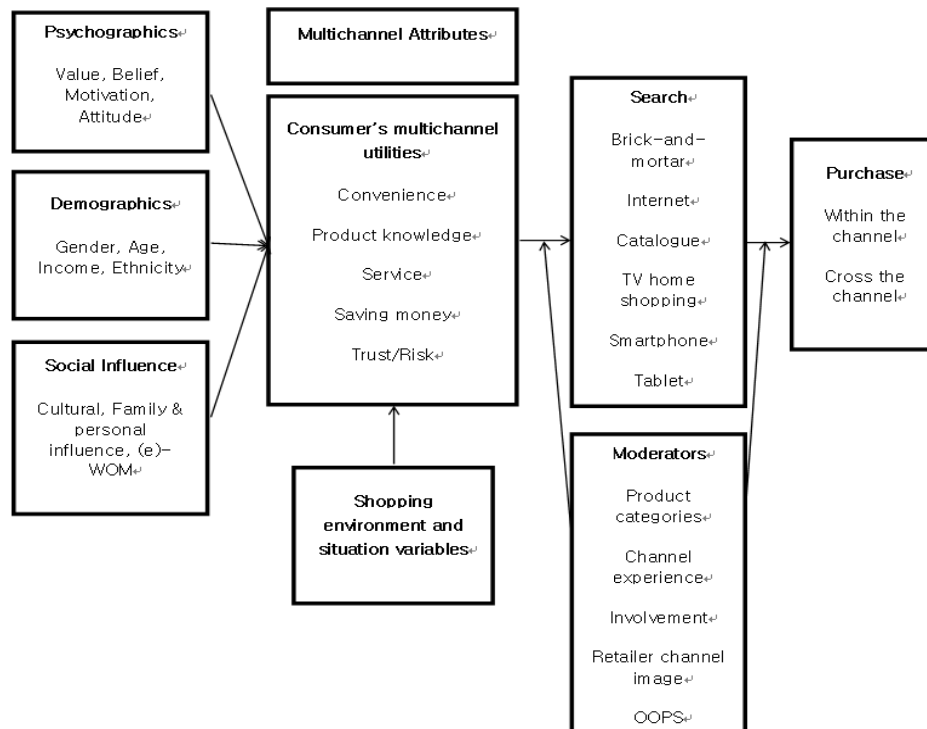 Psychographics↵
Value, Belief,
Motivation,
Attitude↵
Demographics↵
Gender, Age,
Income, Ethnicity↵
Social Influence↵
Cultural, Family &
personal
influence, (e)-
WOM↵
Multichannel Attributes↵
Consumer's multichannel
utilities↵
Convenience↵
Product knowledge↵
Service↵
Saving money↵
Trust/Risk↵
Shopping
environment and
situation variables↵
Search↵
Brick-and-
mortar↵
Internet↵
Catalogue↵
TV home
shopping↵
Smartphone↵
Tablet↵
Moderators↵
Product
categories↵
Channel
experience↵
Involvement↵
Retailer channel
image↵
OOPS↵
Purchase↵
Within the
channel↵
Cross the
channel↵